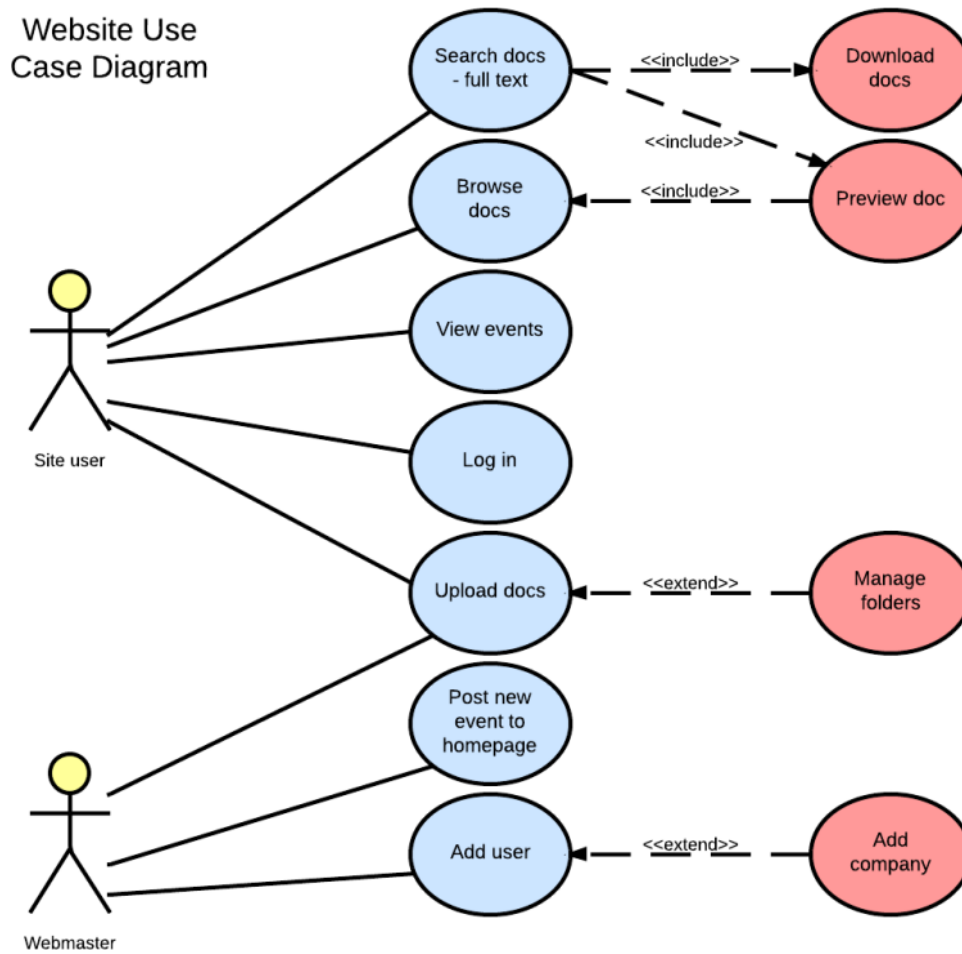 Website Use
Case Diagram
Search docs
- full text
<<include>>
Download
docs
<<include>>
Browse
docs
<<include>>
Preview doc
View events
Site user
Log in
Upload docs
<<extend>>
Manage
folders
Post new
event to
homepage
Add user
<<extend>>
Add
company
Webmaster